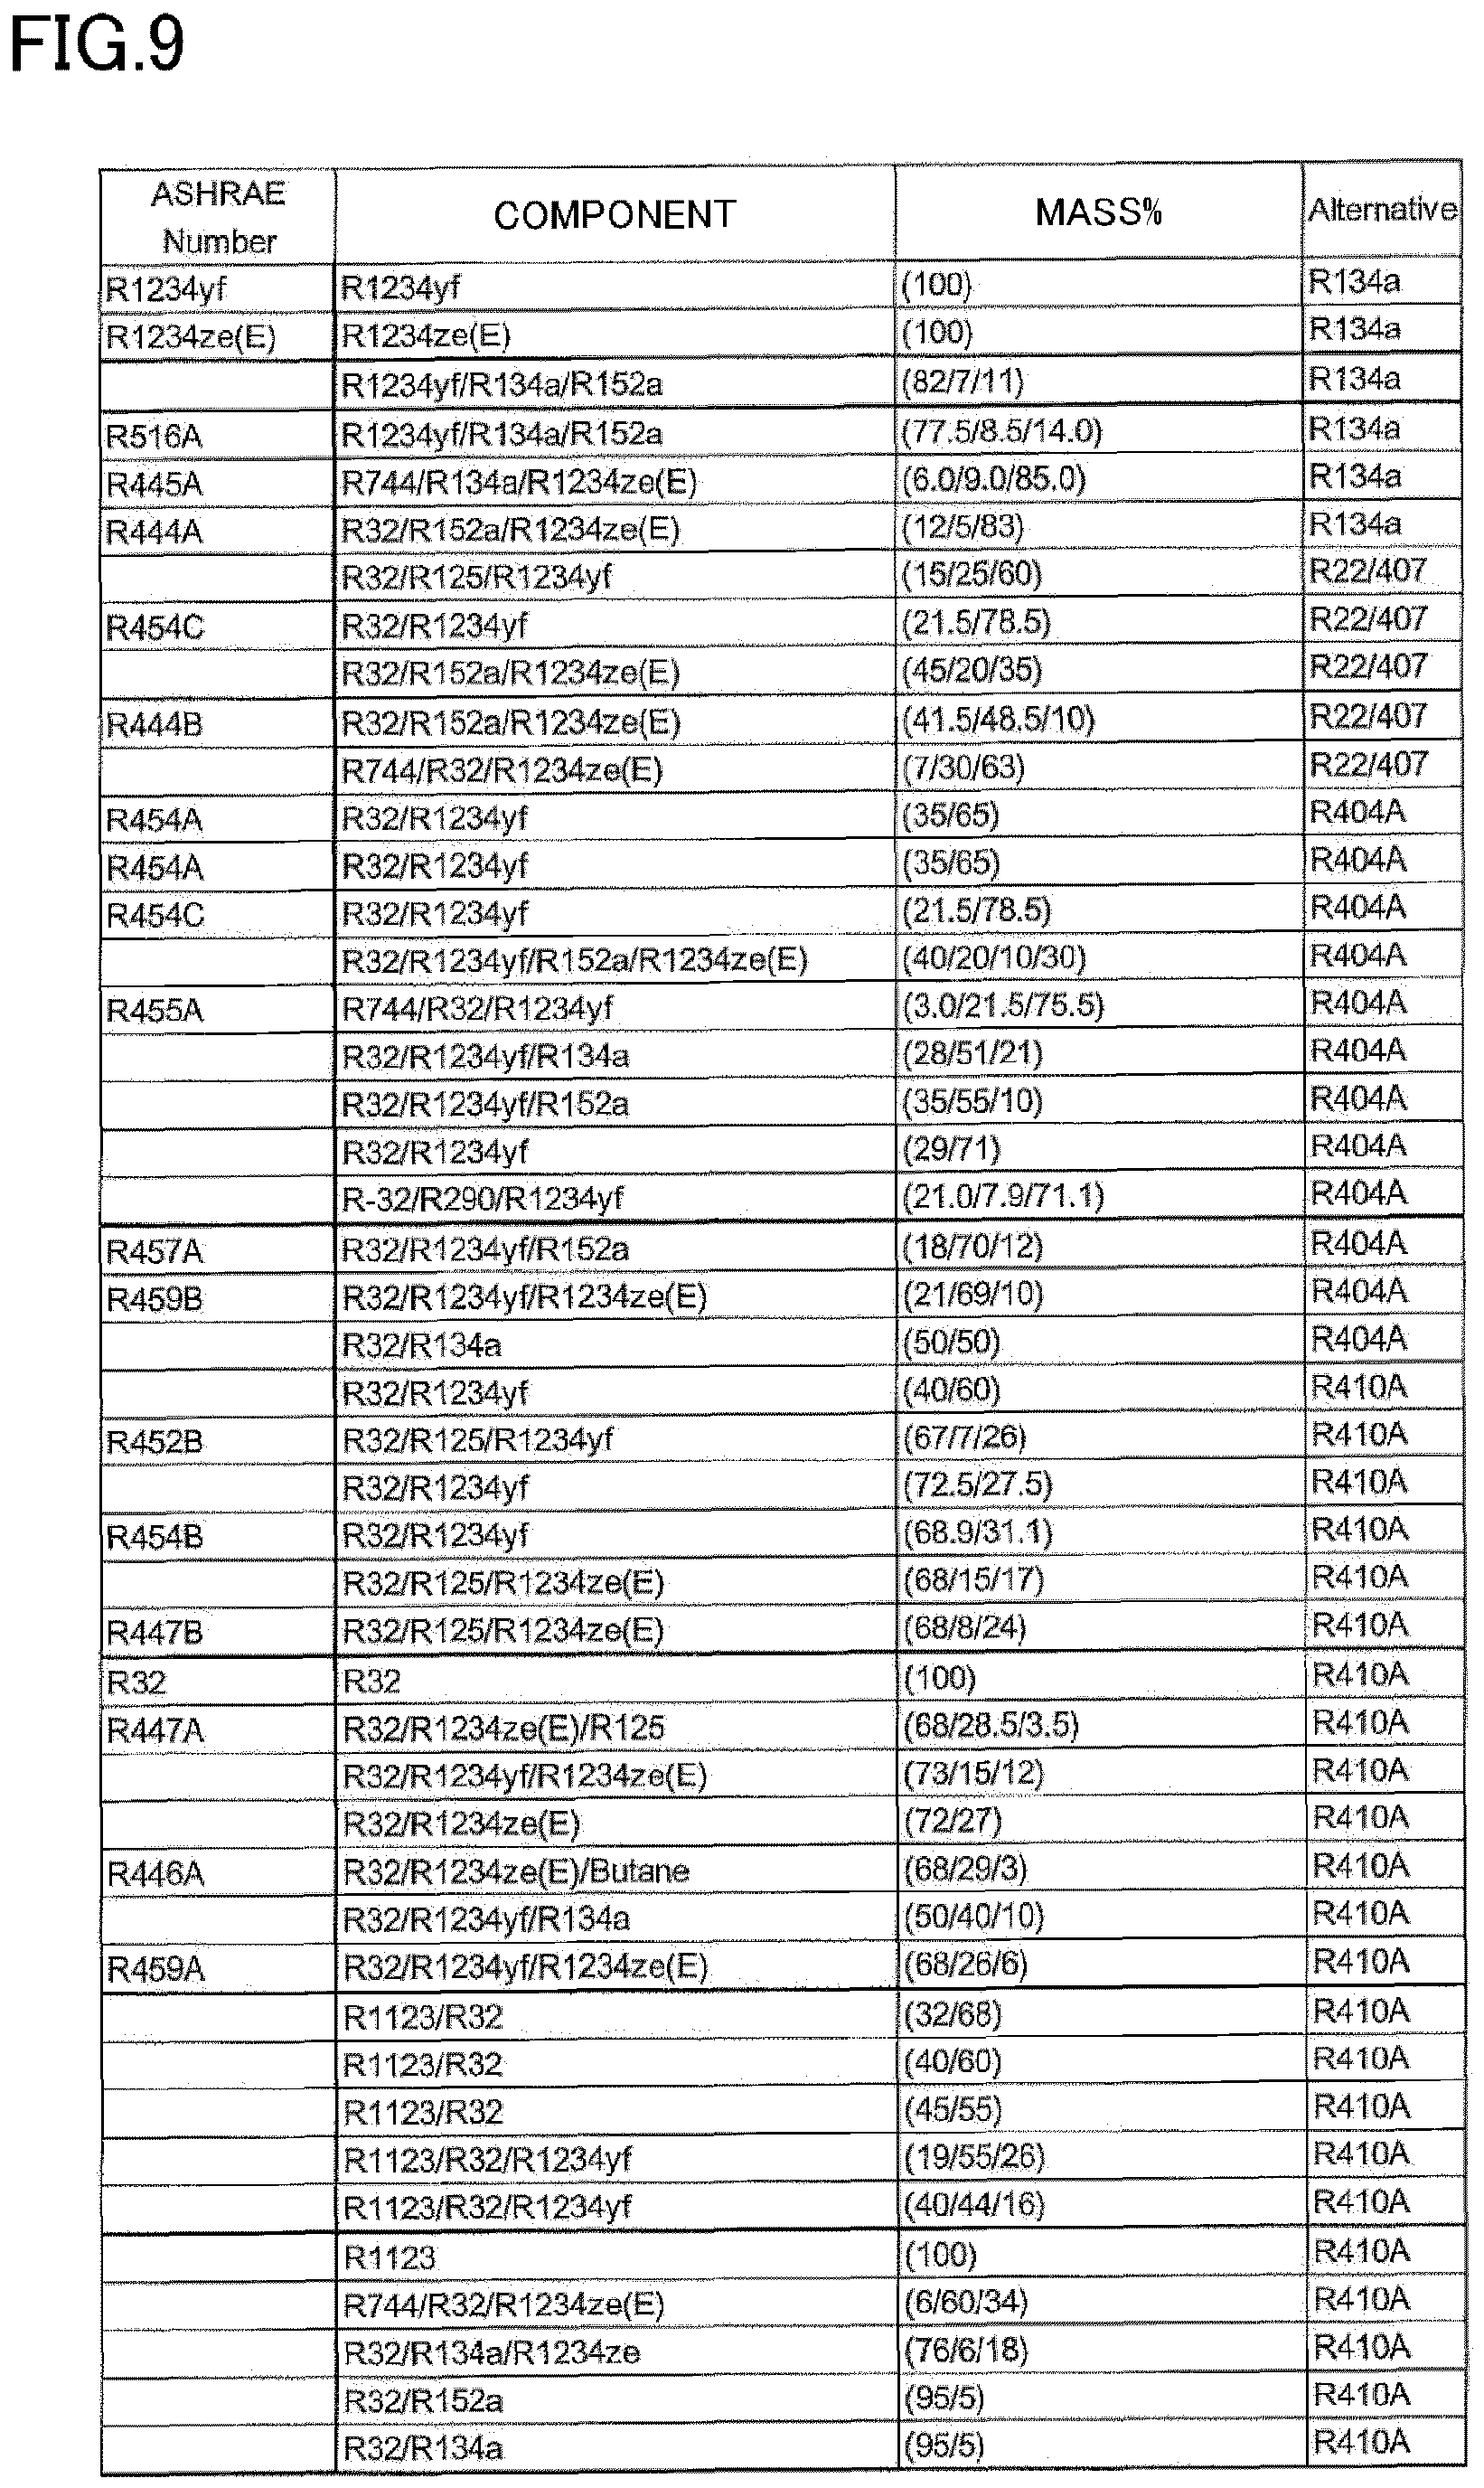 FIG.9
ASHRAE Number COMPONENT MASS% Alternative
R1234yf R1234yf (100) R134a
R1234ze(E) R1234ze(E) (100) R134a
R1234yf/R134a/R152a (82/7/11) R134a
R516A R1234yf/R134a/R152a (77.5/8.5/14.0) R134a
R445A R744/R134a/R1234ze(E) (6.0/9.0/85.0) R134a
R444A R32/R152a/R1234ze(E) (12/5/83) R134a
R32/R125/R1234yf (15/25/60) R22/407
R454C R32/R1234yf (21.5/78.5) R22/407
R32/R152a/R1234ze(E) (45/20/35) R22/407
R444B R32/R152a/R1234ze(E) (41.5/48.5/10) R22/407
R744/R32/R1234ze(E) (7/30/63) R22/407
R454A R32/R1234yf (35/65) R404A
R454A R32/R1234yf (35/65) R404A
R454C R32/R1234yf (21.5/78.5) R404A
R32/R1234yf/R152a/R1234ze(E) (40/20/10/30) R404A
R455A R744/R32/R1234yf (3.0/21.5/75.5) R404A
R32/R1234yf/R134a (28/51/21) R404A
R32/R1234yf/R152a (35/55/10) R404A
R32/R1234yf (29/71) R404A
R-32/R290/R1234yf (21.0/7.9/71.1) R404A
R457A R32/R1234yf/R152a (18/70/12) R404A
R459B R32/R1234yf/R1234ze(E) (21/69/10) R404A
R32/R134a (50/50) R404A
R32/R1234yf (40/60) R410A
R452B R32/R125/R1234yf (67/7/26) R410A
R32/R1234yf (72.5/27.5) R410A
R454B R32/R1234yf (68.9/31.1) R410A
R32/R125/R1234ze(E) (68/15/17) R410A
R447B R32/R125/R1234ze(E) (68/8/24) R410A
R32 R32 (100) R410A
R447A R32/R1234ze(E)/R125 (68/28.5/3.5) R410A
R32/R1234yf/R1234ze(E) (73/15/12) R410A
R32/R1234ze(E) (72/27) R410A
R446A R32/R1234ze(E)/Butane (68/29/3) R410A
R32/R1234yf/R134a (50/40/10) R410A
R459A R32/R1234yf/R1234ze(E) (68/26/6) R410A
R1123/R32 (32/68) R410A
R1123/R32 (40/60) R410A
R1123/R32 (45/55) R410A
R1123/R32/R1234yf (19/55/26) R410A
R1123/R32/R1234yf (40/44/16) R410A
R1123 (100) R410A
R744/R32/R1234ze(E) (6/60/34) R410A
R32/R134a/R1234ze (76/6/18) R410A
R32/R152a (95/5) R410A
R32/R134a (95/5) R410A